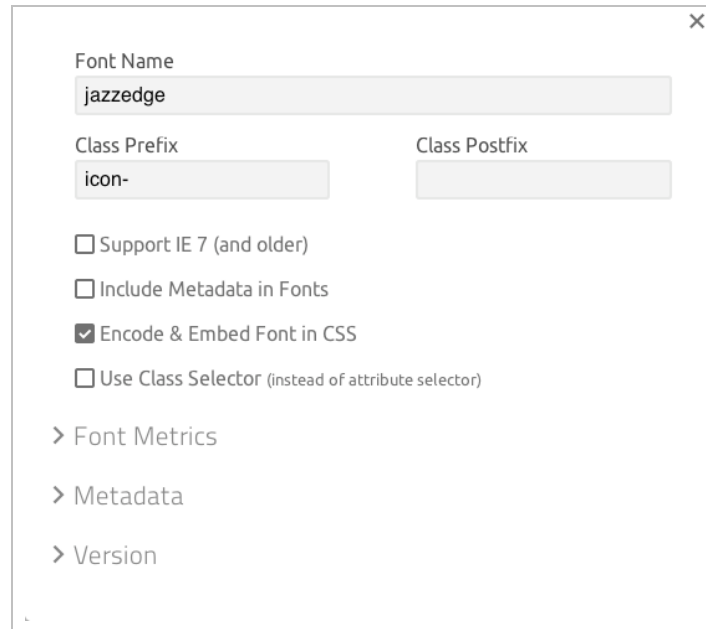 Font Name
jazzedge
Class Prefix
Class Postfix
icon-
Support IE 7 (and older)
Include Metadata in Fonts
Encode & Embed Font in CSS
Use Class Selector (instead of attribute selector)
Font Metrics
Metadata
Version